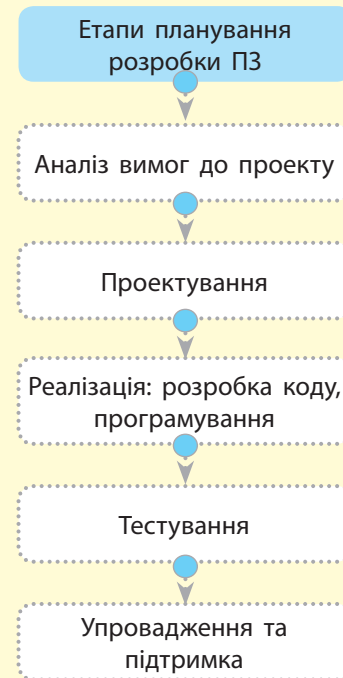 Етапи планування
розробки ПЗ
Аналіз вимог до проекту
Проектування
Реалізація: розробка коду,
програмування
Тестування
Упровадження та
підтримка